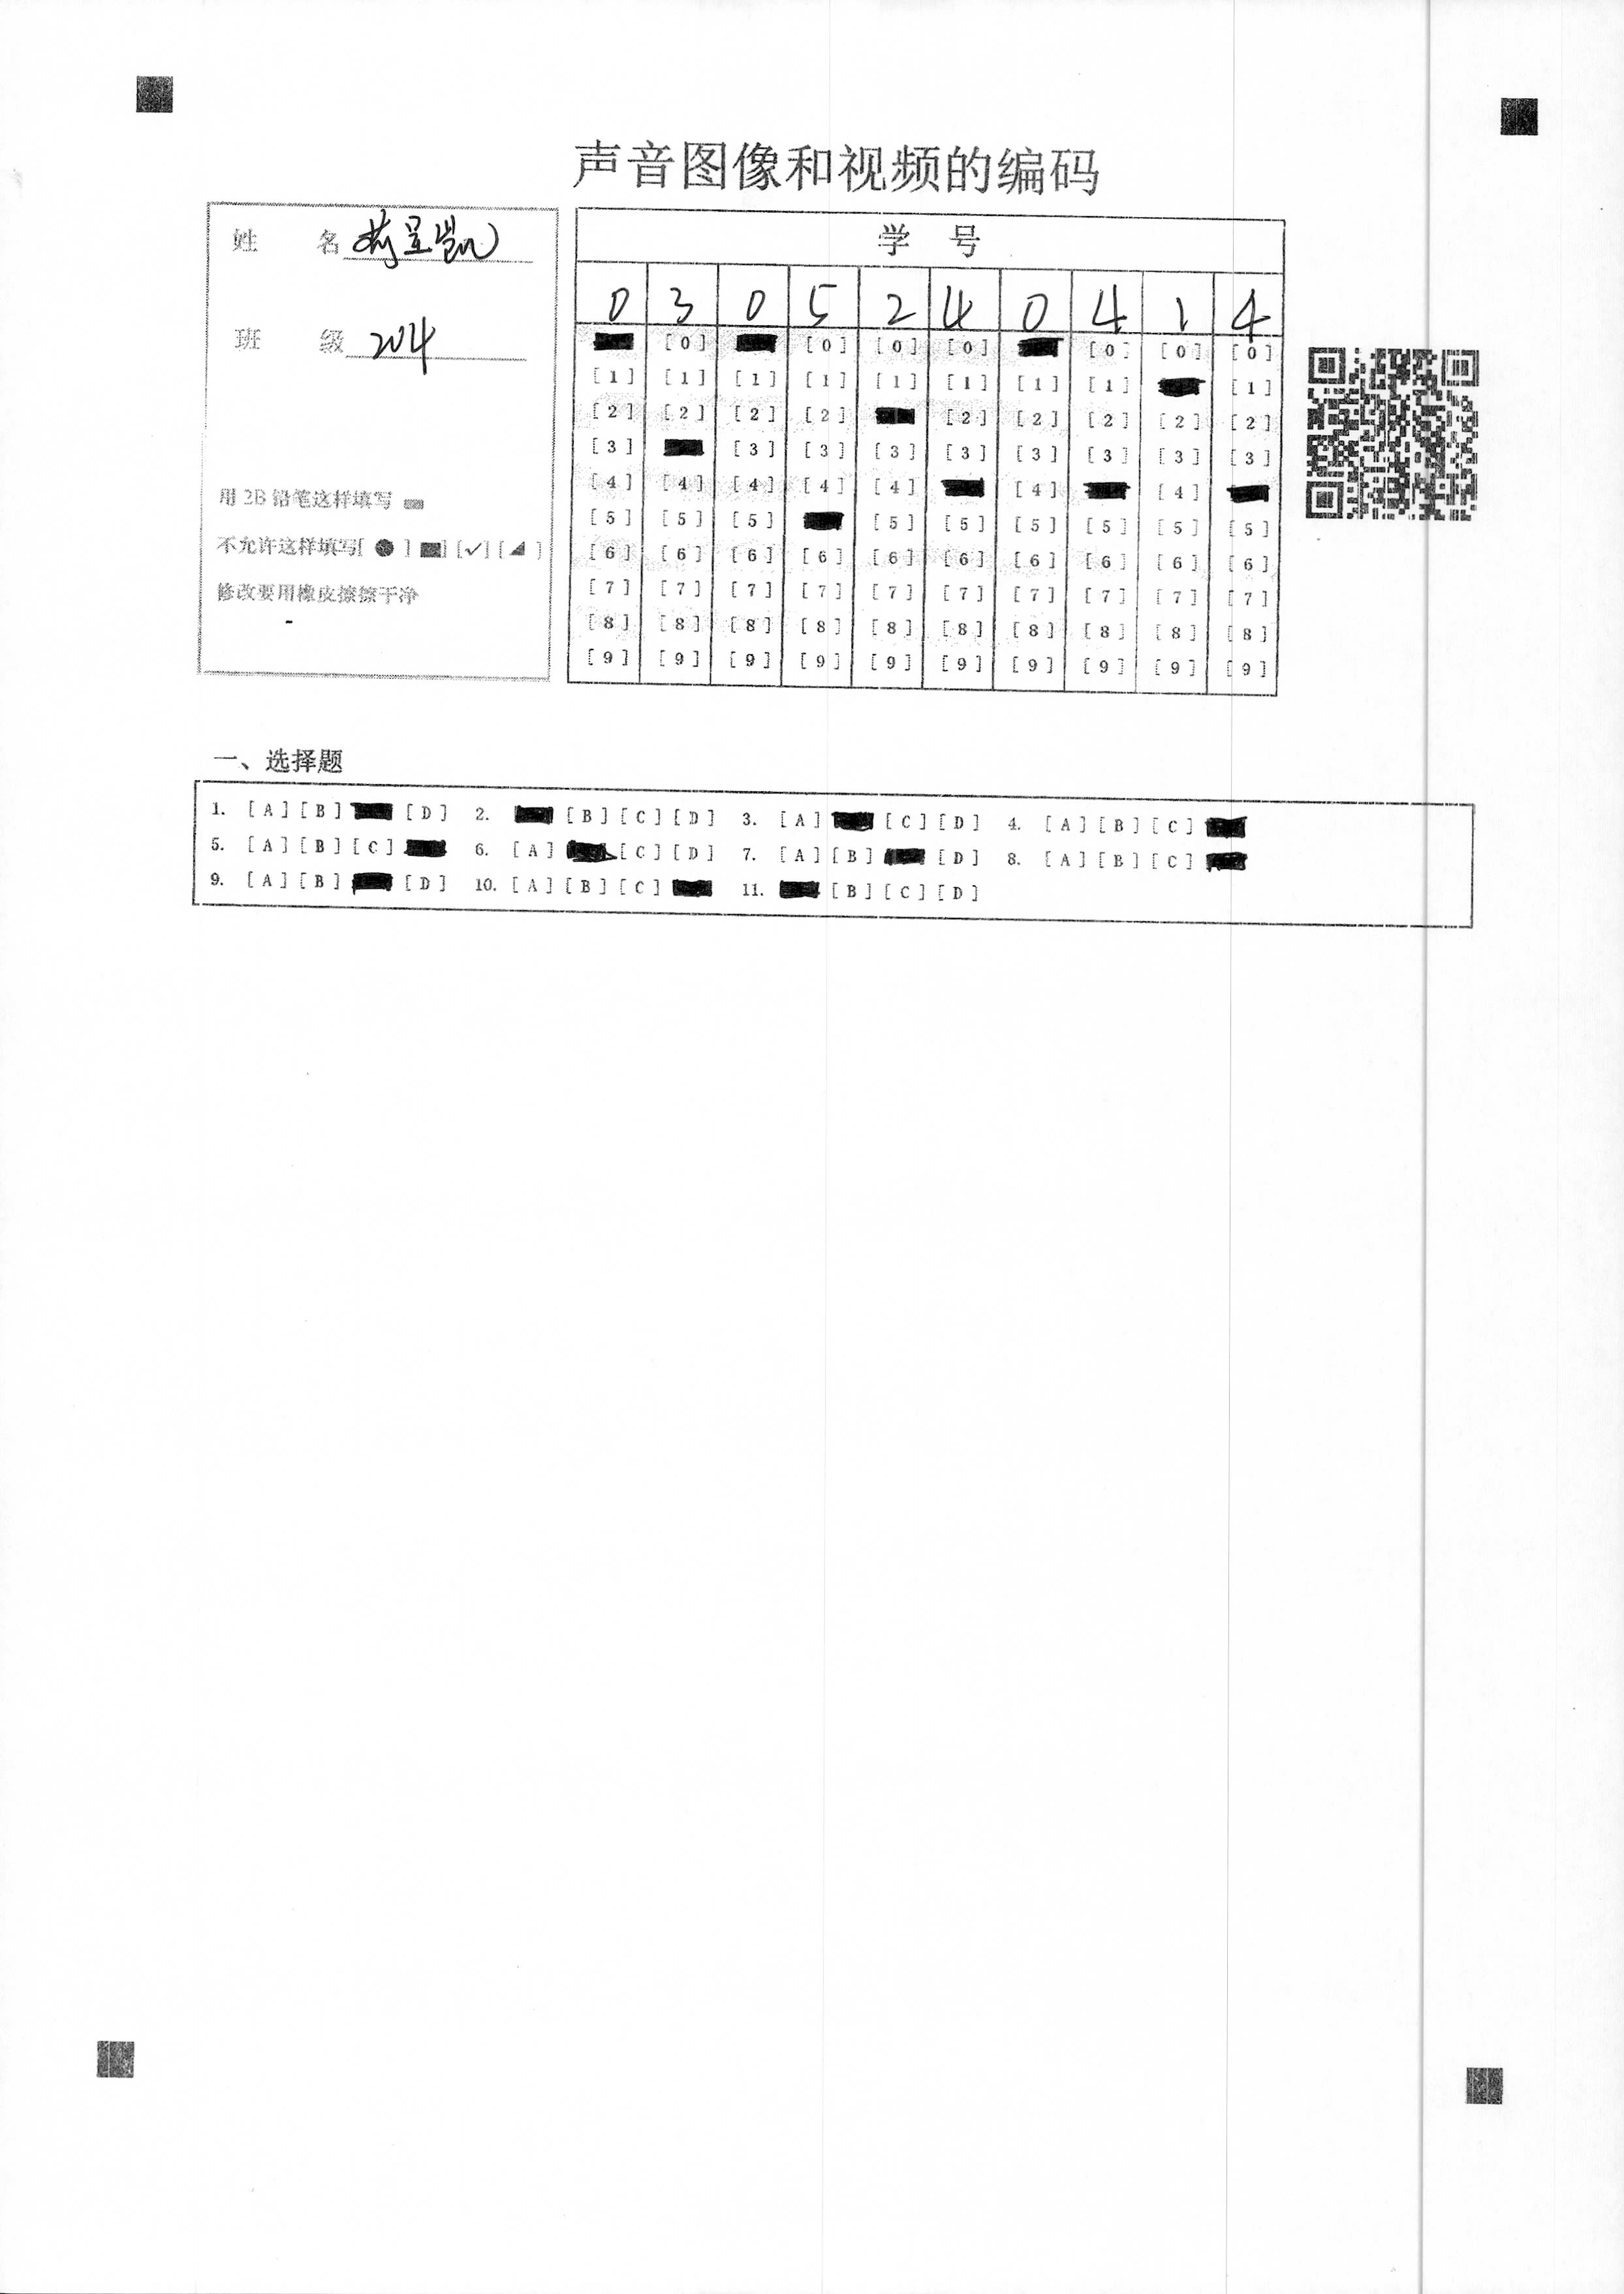 声音图像和视频的编码
姓 名
班 级 204
用 2B 铅笔这样填写
不允许这样填写[ ● ] ■ ] [✓] [ ◢ ]
修改要用橡皮擦擦干净
学 号
0 3 0 5 2 4 0 4 1 4
[0] [0] [0] [0] [0] [0] [0]
[1] [1] [1] [1] [1] [1] [1] [1] [1]
[2] [2] [2] [2] [2] [2] [2] [2] [2]
[3] [3] [3] [3] [3] [3] [3] [3] [3]
[4] [4] [4] [4] [4] [4] [4]
[5] [5] [5] [5] [5] [5] [5] [5] [5]
[6] [6] [6] [6] [6] [6] [6] [6] [6] [6]
[7] [7] [7] [7] [7] [7] [7] [7] [7] [7]
[8] [8] [8] [8] [8] [8] [8] [8] [8] [8]
[9] [9] [9] [9] [9] [9] [9] [9] [9] [9]
一、选择题
1. [A] [B] [D] 2. [B] [C] [D] 3. [A] [C] [D] 4. [A] [B] [C]
5. [A] [B] [C] 6. [A] [C] [D] 7. [A] [B] [D] 8. [A] [B] [C]
9. [A] [B] [D] 10. [A] [B] [C] 11. [B] [C] [D]